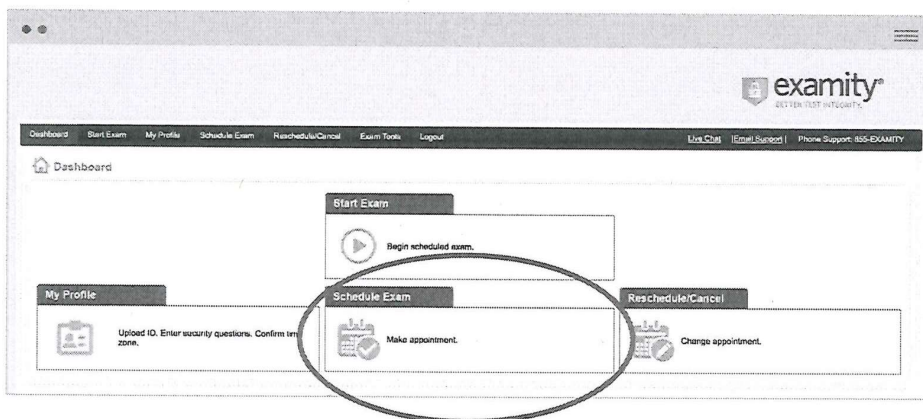 examity®
BETTER TEST INTEGRITY.
Dashboard Start Exam My Profile Schedule Exam Reschedule/Cancel Exam Tools Logout Live Chat |Email Support| Phone Support: 855-EXAMITY
Dashboard
Start Exam
Begin scheduled exam.
My Profile
Upload ID. Enter security questions. Confirm
zone.
Schedule Exam
Make appointment.
Reschedule/Cancel
Change appointment.